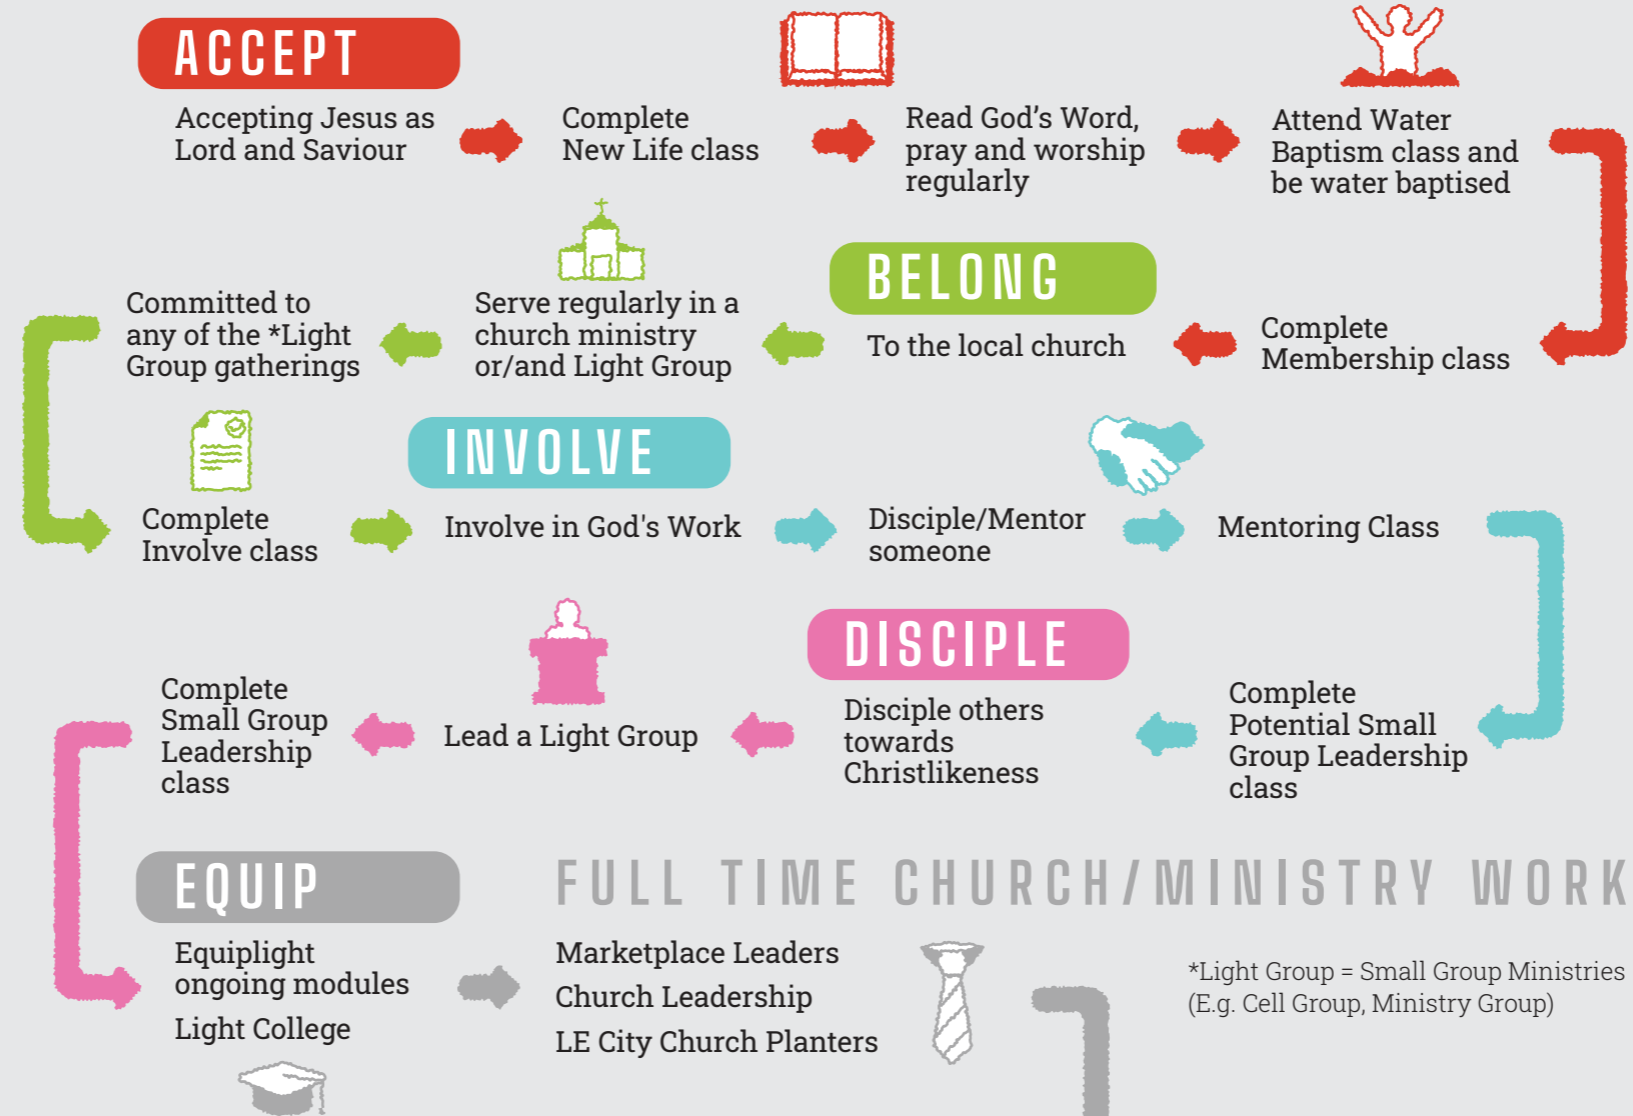 ACCEPT
Accepting Jesus as
Lord and Saviour
Complete
New Life class
Read God's Word,
pray and worship
regularly
Attend Water
Baptism class and
be water baptised
Complete
Membership class
BELONG
To the local church
Serve regularly in a
church ministry
or/and Light Group
Committed to
any of the *Light
Group gatherings
Complete
Involve class
INVOLVE
Involve in God's Work
Disciple/Mentor
someone
Mentoring Class
Complete
Potential Small
Group Leadership
class
DISCIPLE
Disciple others
towards
Christlikeness
Lead a Light Group
Complete
Small Group
Leadership
class
EQUIP
Equiplight
ongoing modules
Light College
FULL TIME CHURCH/MINISTRY WORK
Marketplace Leaders
Church Leadership
LE City Church Planters
*Light Group = Small Group Ministries
(E.g. Cell Group, Ministry Group)